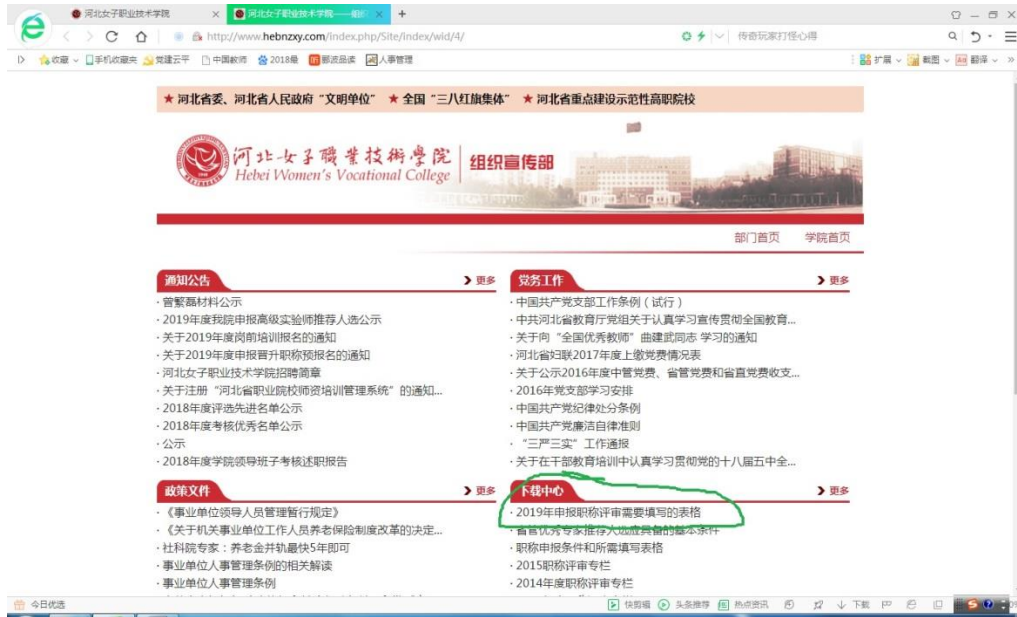 河北女子职业技术学院
河北女子职业技术学院——组织
http://www.hebnzxy.com/index.php/Site/index/wid/4/
传奇玩家打怪心得
收藏 手机收藏夹 党建云平 中国教师 2018最 郎波品读 人事管理
扩展 截图 翻译
★ 河北省委、河北省人民政府“文明单位” ★ 全国“三八红旗集体” ★ 河北省重点建设示范性高职院校
河北女子職業技術學院
Hebei Women's Vocational College
组织宣传部
部门首页 学院首页
通知公告 更多
·曾繁磊材料公示
·2019年度我院申报高级实验师推荐人选公示
·关于2019年度岗前培训报名的通知
·关于2019年度申报晋升职称预报名的通知
·河北女子职业技术学院招聘简章
·关于注册“河北省职业院校师资培训管理系统”的通知...
·2018年度评选先进名单公示
·2018年度考核优秀名单公示
·公示
·2018年度学院领导班子考核述职报告
党务工作 更多
·中国共产党支部工作条例（试行）
·中共河北省教育厅党组关于认真学习宣传贯彻全国教育...
·关于向“全国优秀教师”曲建武同志 学习的通知
·河北省妇联2017年度上缴党费情况表
·关于公示2016年度中管党费、省管党费和省直党费收支...
·2016年党支部学习安排
·中国共产党纪律处分条例
·中国共产党廉洁自律准则
·“三严三实”工作通报
·关于在干部教育培训中认真学习贯彻党的十八届五中全...
政策文件 更多
·《事业单位领导人员管理暂行规定》
·《关于机关事业单位工作人员养老保险制度改革的决定...
·社科院专家：养老金并轨最快5年即可
·事业单位人事管理条例的相关解读
·事业单位人事管理条例
下载中心 更多
·2019年申报职称评审需要填写的表格
·省管优秀专家推荐人选应具备的基本条件
·职称申报条件和所需填写表格
·2015职称评审专栏
·2014年度职称评审专栏
今日优选
快剪辑 头条推荐 热点资讯 下载